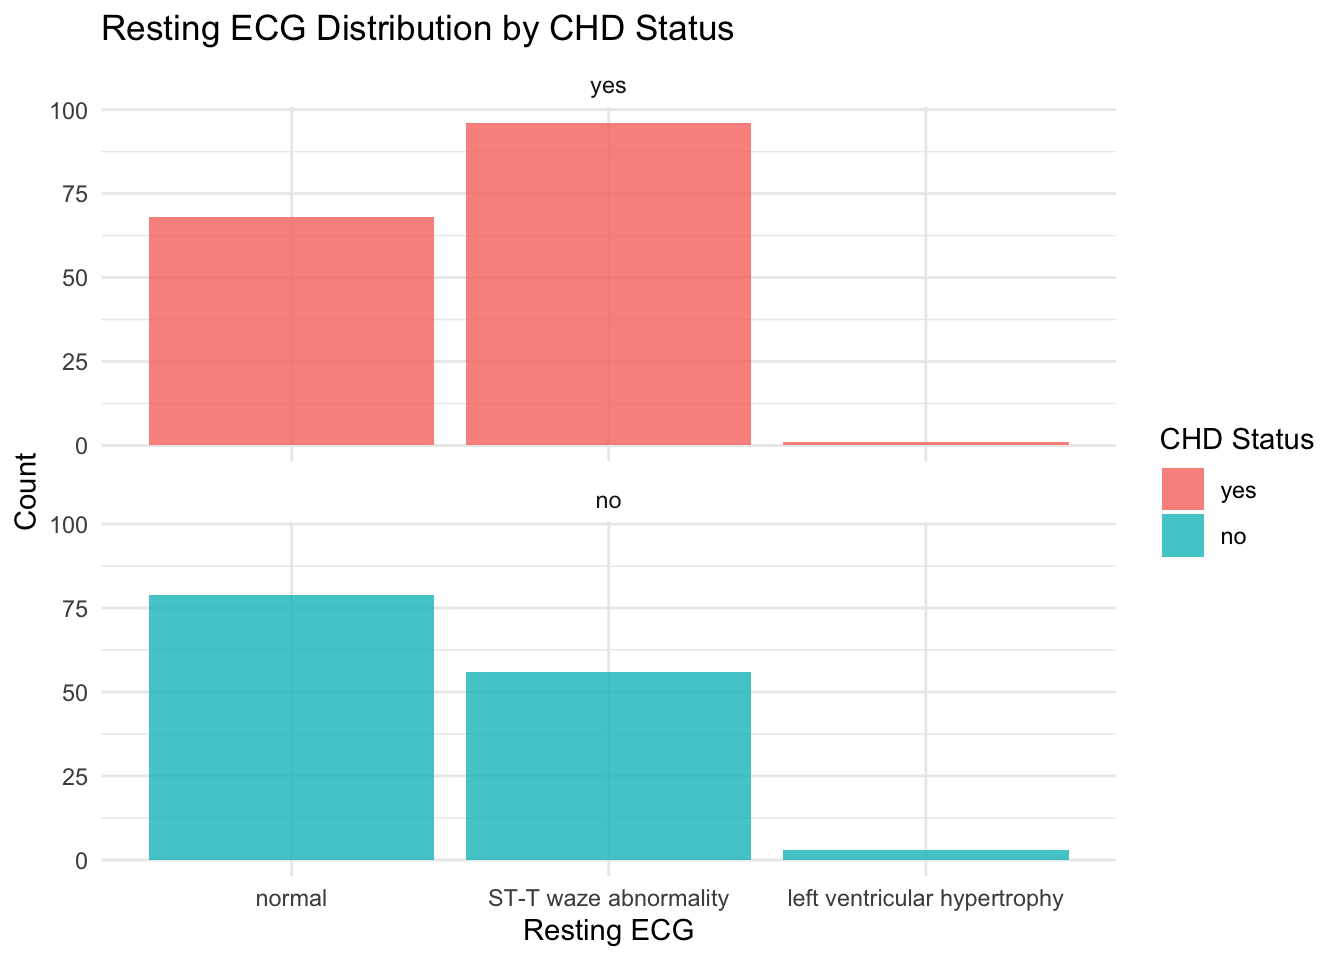 Resting ECG Distribution by CHD Status
yes
100
75
50
25
0
no
100
75
50
25
0
Count
normal
ST-T waze abnormality
left ventricular hypertrophy
Resting ECG
CHD Status
yes
no